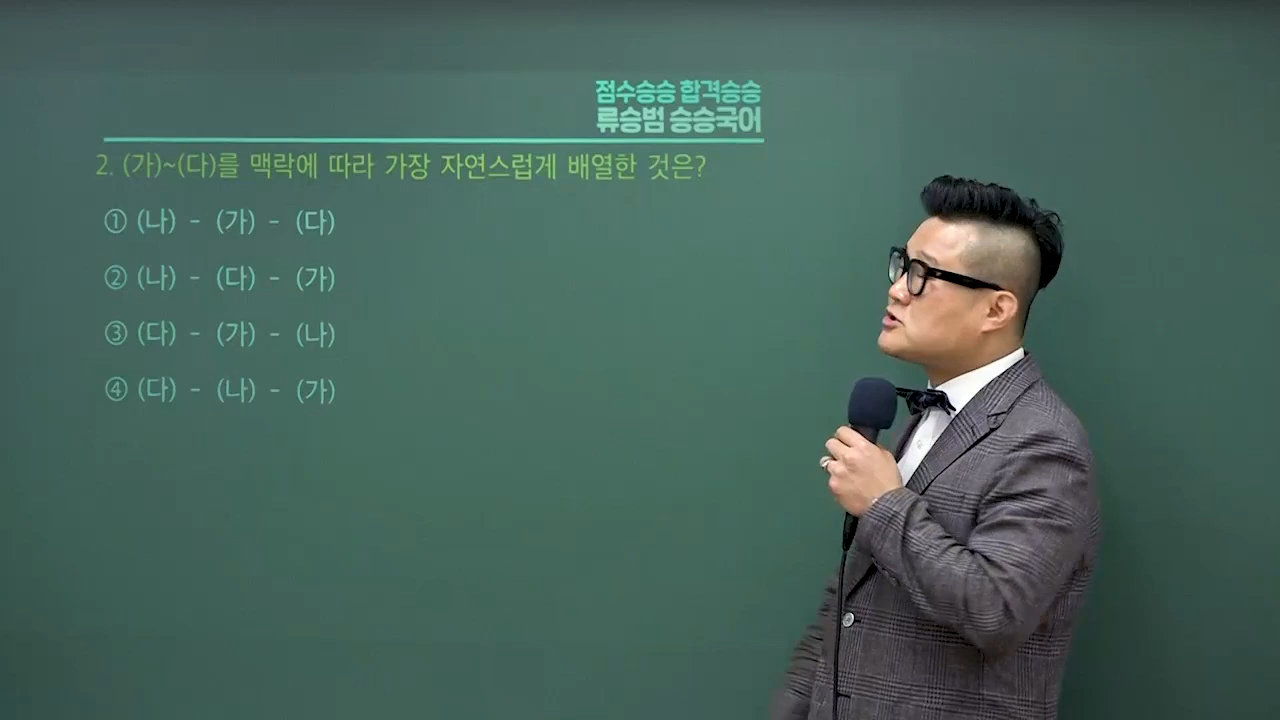 점수승승 합격승승
류승범 승승국어
2. (가)~(다)를 맥락에 따라 가장 자연스럽게 배열한 것은?
① (나) - (가) - (다)
② (나) - (다) - (가)
③ (다) - (가) - (나)
④ (다) - (나) - (가)